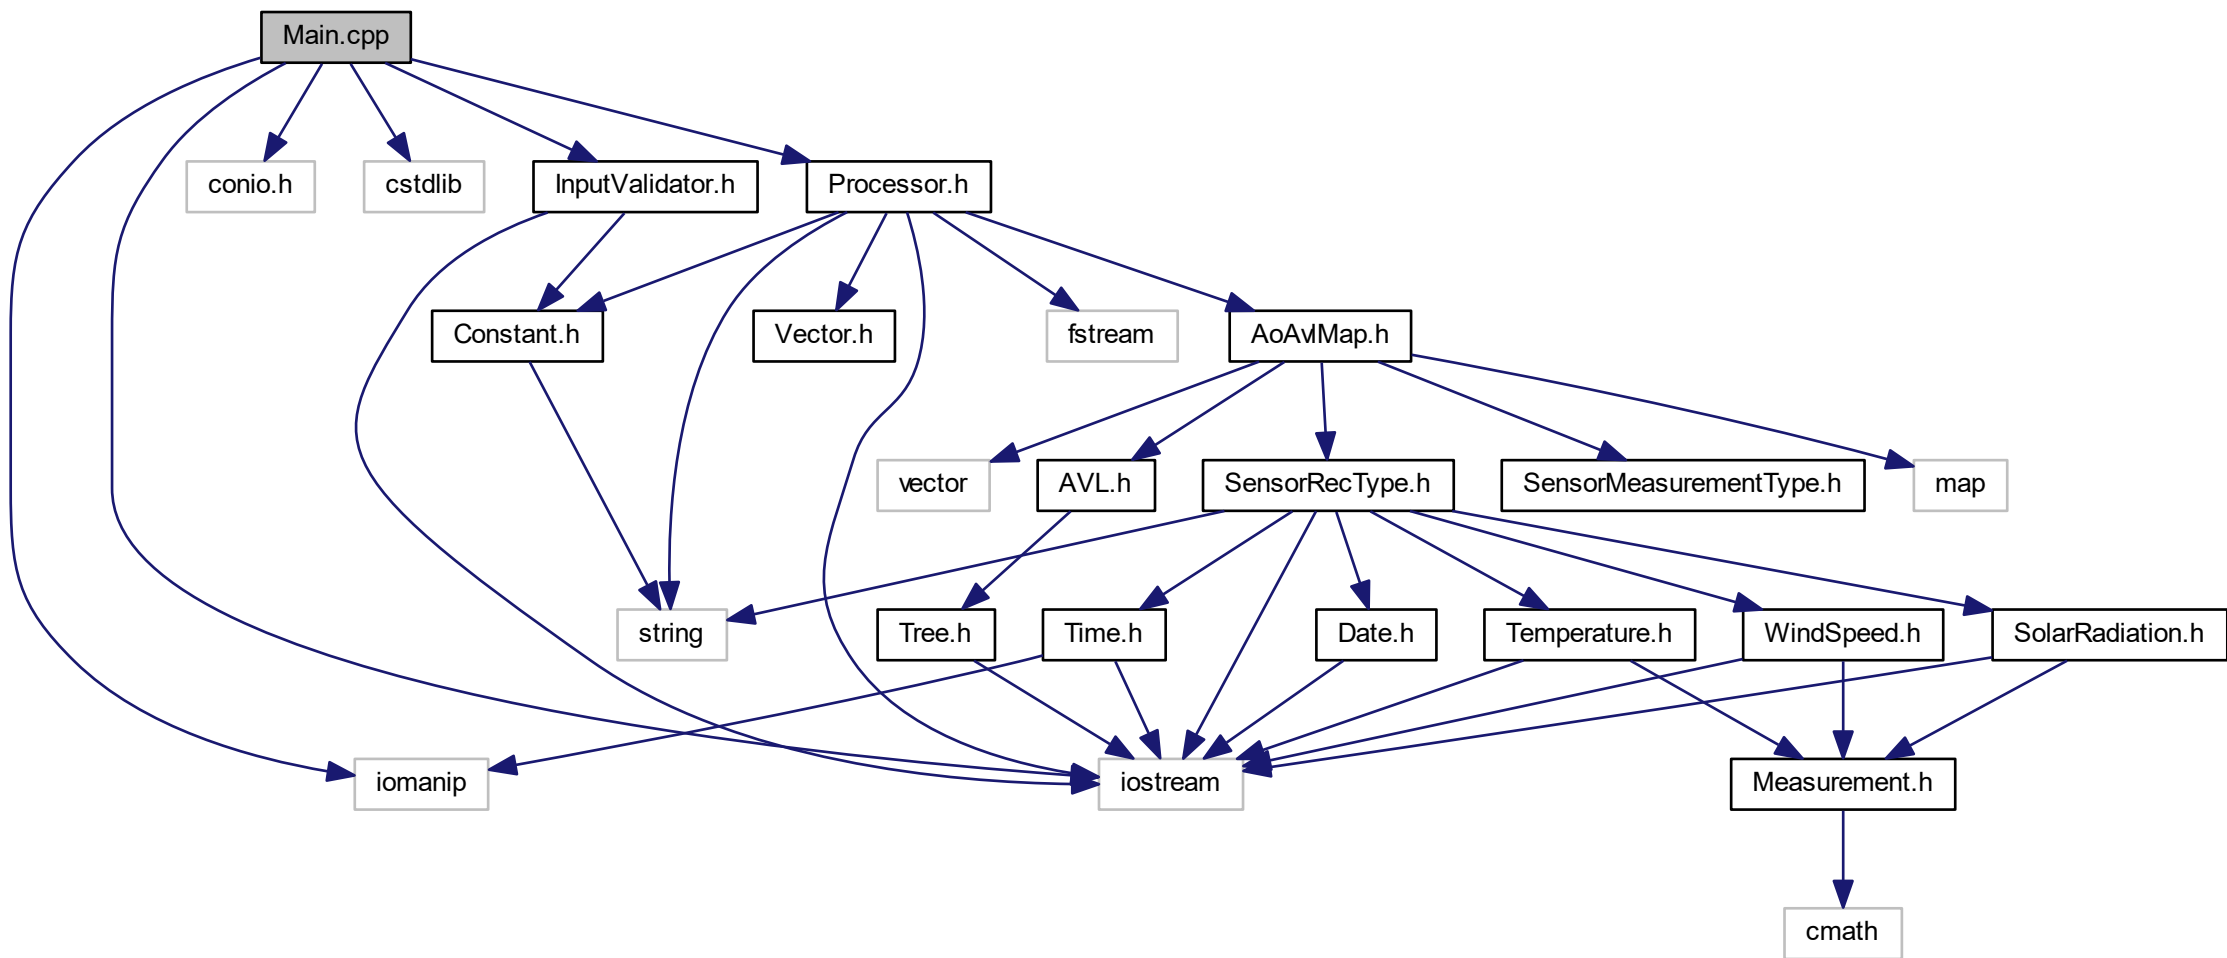 Main.cpp
conio.h
cstdlib
InputValidator.h
Processor.h
Constant.h
Vector.h
fstream
AoAvlMap.h
vector
AVL.h
SensorRecType.h
SensorMeasurementType.h
map
string
Tree.h
Time.h
Date.h
Temperature.h
WindSpeed.h
SolarRadiation.h
iomanip
iostream
Measurement.h
cmath